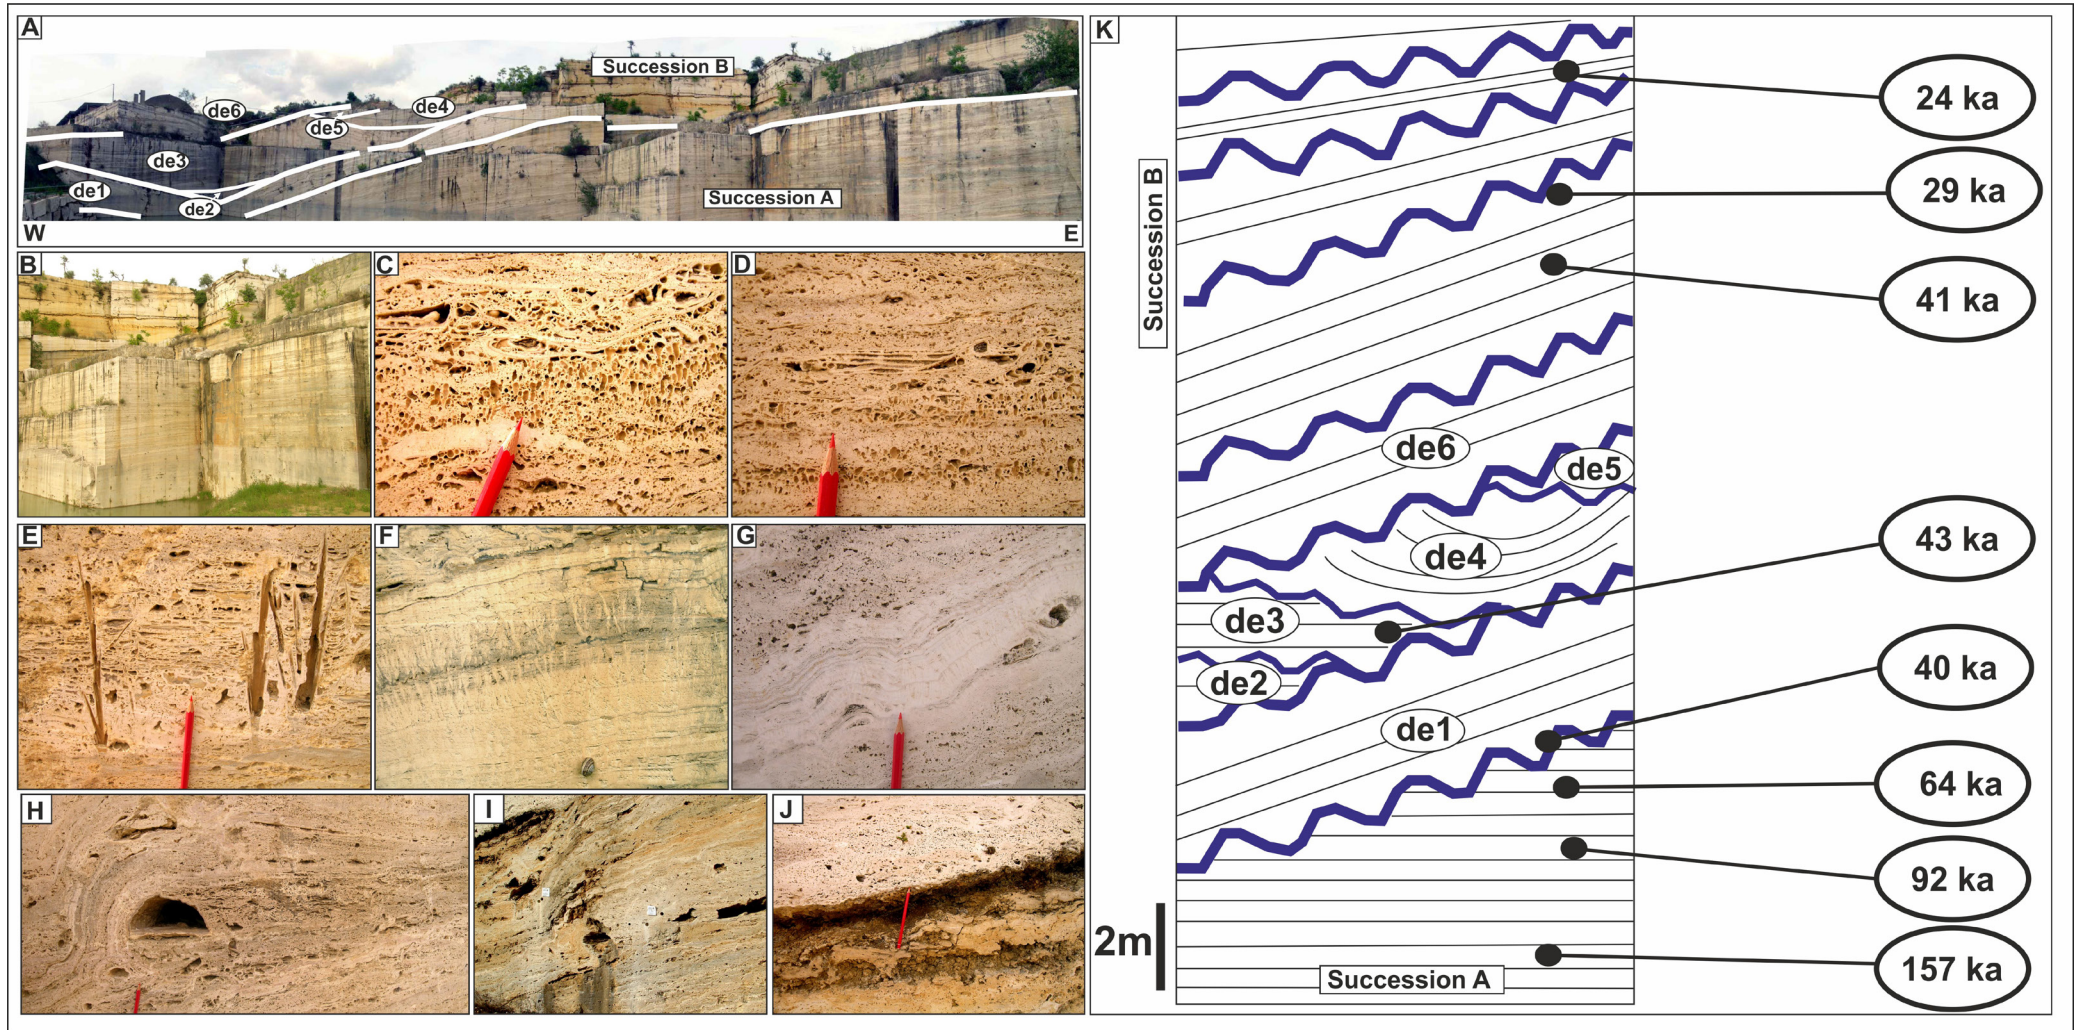 A
Succession B
de6
de4
de5
de3
de1
de2
Succession A
W
E
B
C
D
E
F
G
H
I
J
K
Succession B
24 ka
29 ka
41 ka
de6
de5
de4
43 ka
de3
de2
40 ka
de1
64 ka
92 ka
2m
157 ka
Succession A